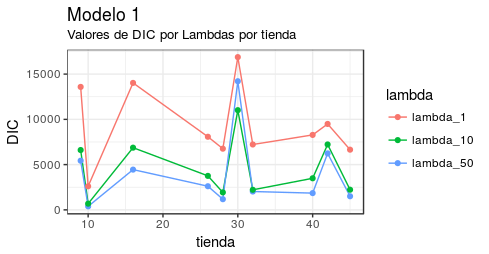 Modelo 1
Valores de DIC por Lambdas por tienda
DIC
15000
10000
5000
0
10
20
30
40
tienda
lambda
lambda_1
lambda_10
lambda_50